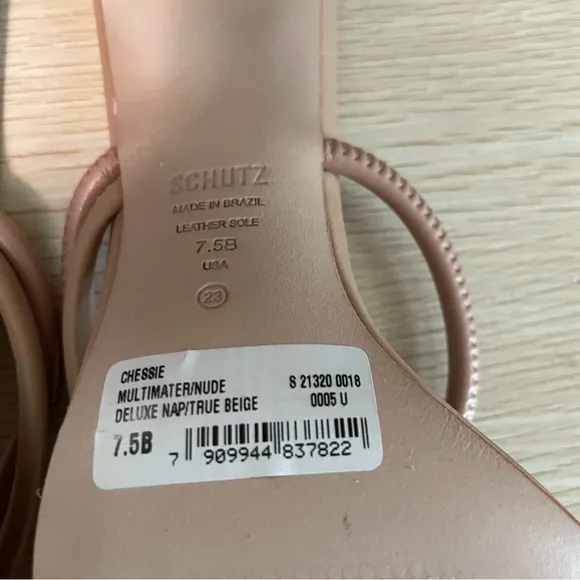 SCHUTZ
MADE IN BRAZIL
LEATHER SOLE
7.5B
USA
23
CHESSIE
MULTIMATER/NUDE S 21320 0018
DELUXE NAP/TRUE BEIGE 0005 U
7.5B
7 909944 837822